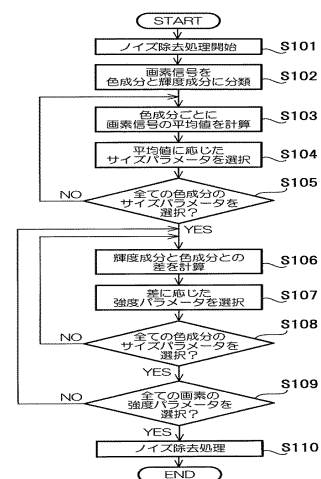 START
ノイズ除去処理開始
S101
画素信号を
色成分と輝度成分に分類
S102
色成分ごとに
画素信号の平均値を計算
S103
平均値に応じた
サイズパラメータを選択
S104
全ての色成分の
サイズパラメータを
選択?
S105
NO
YES
輝度成分と色成分との
差を計算
S106
差に応じた
強度パラメータを選択
S107
全ての色成分の
サイズパラメータを
選択?
S108
NO
YES
全ての画素の
強度パラメータを
選択?
S109
NO
YES
ノイズ除去処理
S110
END